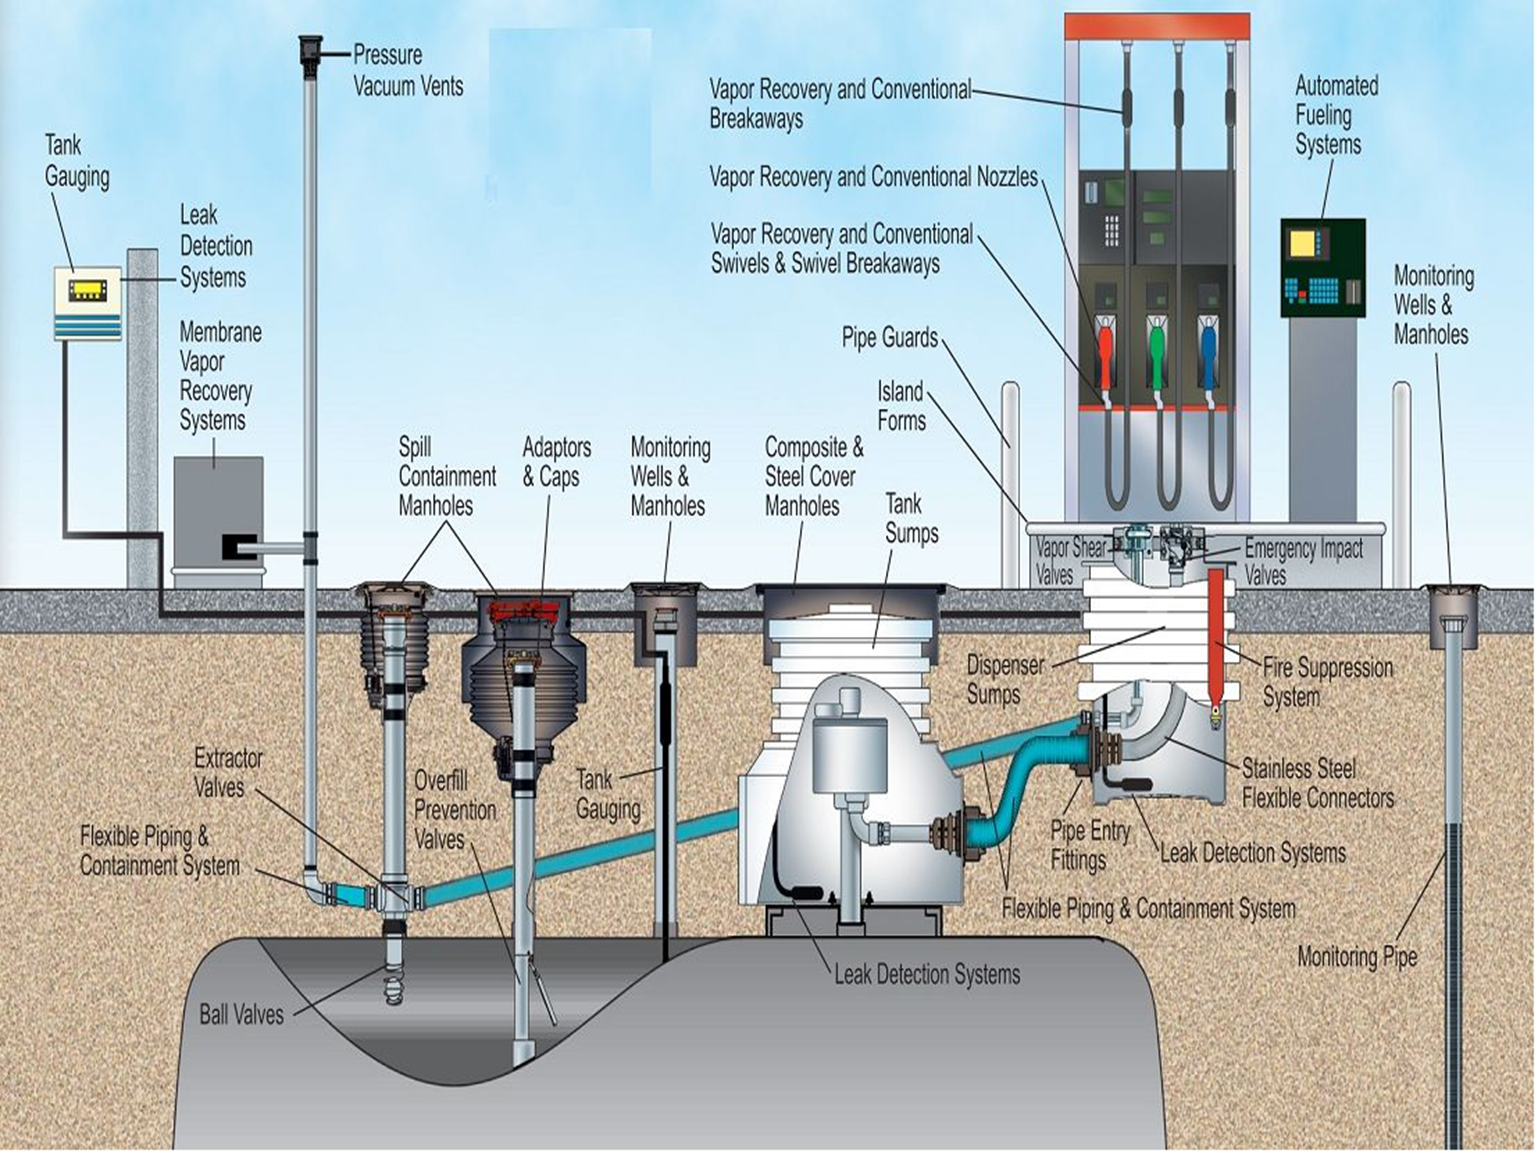 Pressure
Vacuum Vents
Tank
Gauging
Leak
Detection
Systems
Membrane
Vapor
Recovery
Systems
Vapor Recovery and Conventional
Breakaways
Vapor Recovery and Conventional Nozzles
Vapor Recovery and Conventional
Swivels & Swivel Breakaways
Automated
Fueling
Systems
Monitoring
Wells &
Manholes
Pipe Guards
Island
Forms
Spill
Containment
Manholes
Adaptors
& Caps
Monitoring
Wells &
Manholes
Composite &
Steel Cover
Manholes
Tank
Sumps
Vapor Shear
Valves
Emergency Impact
Valves
Dispenser
Sumps
Fire Suppression
System
Extractor
Valves
Overfill
Prevention
Valves
Tank
Gauging
Flexible Piping &
Containment System
Stainless Steel
Flexible Connectors
Pipe Entry
Fittings
Leak Detection Systems
Flexible Piping & Containment System
Monitoring Pipe
Leak Detection Systems
Ball Valves